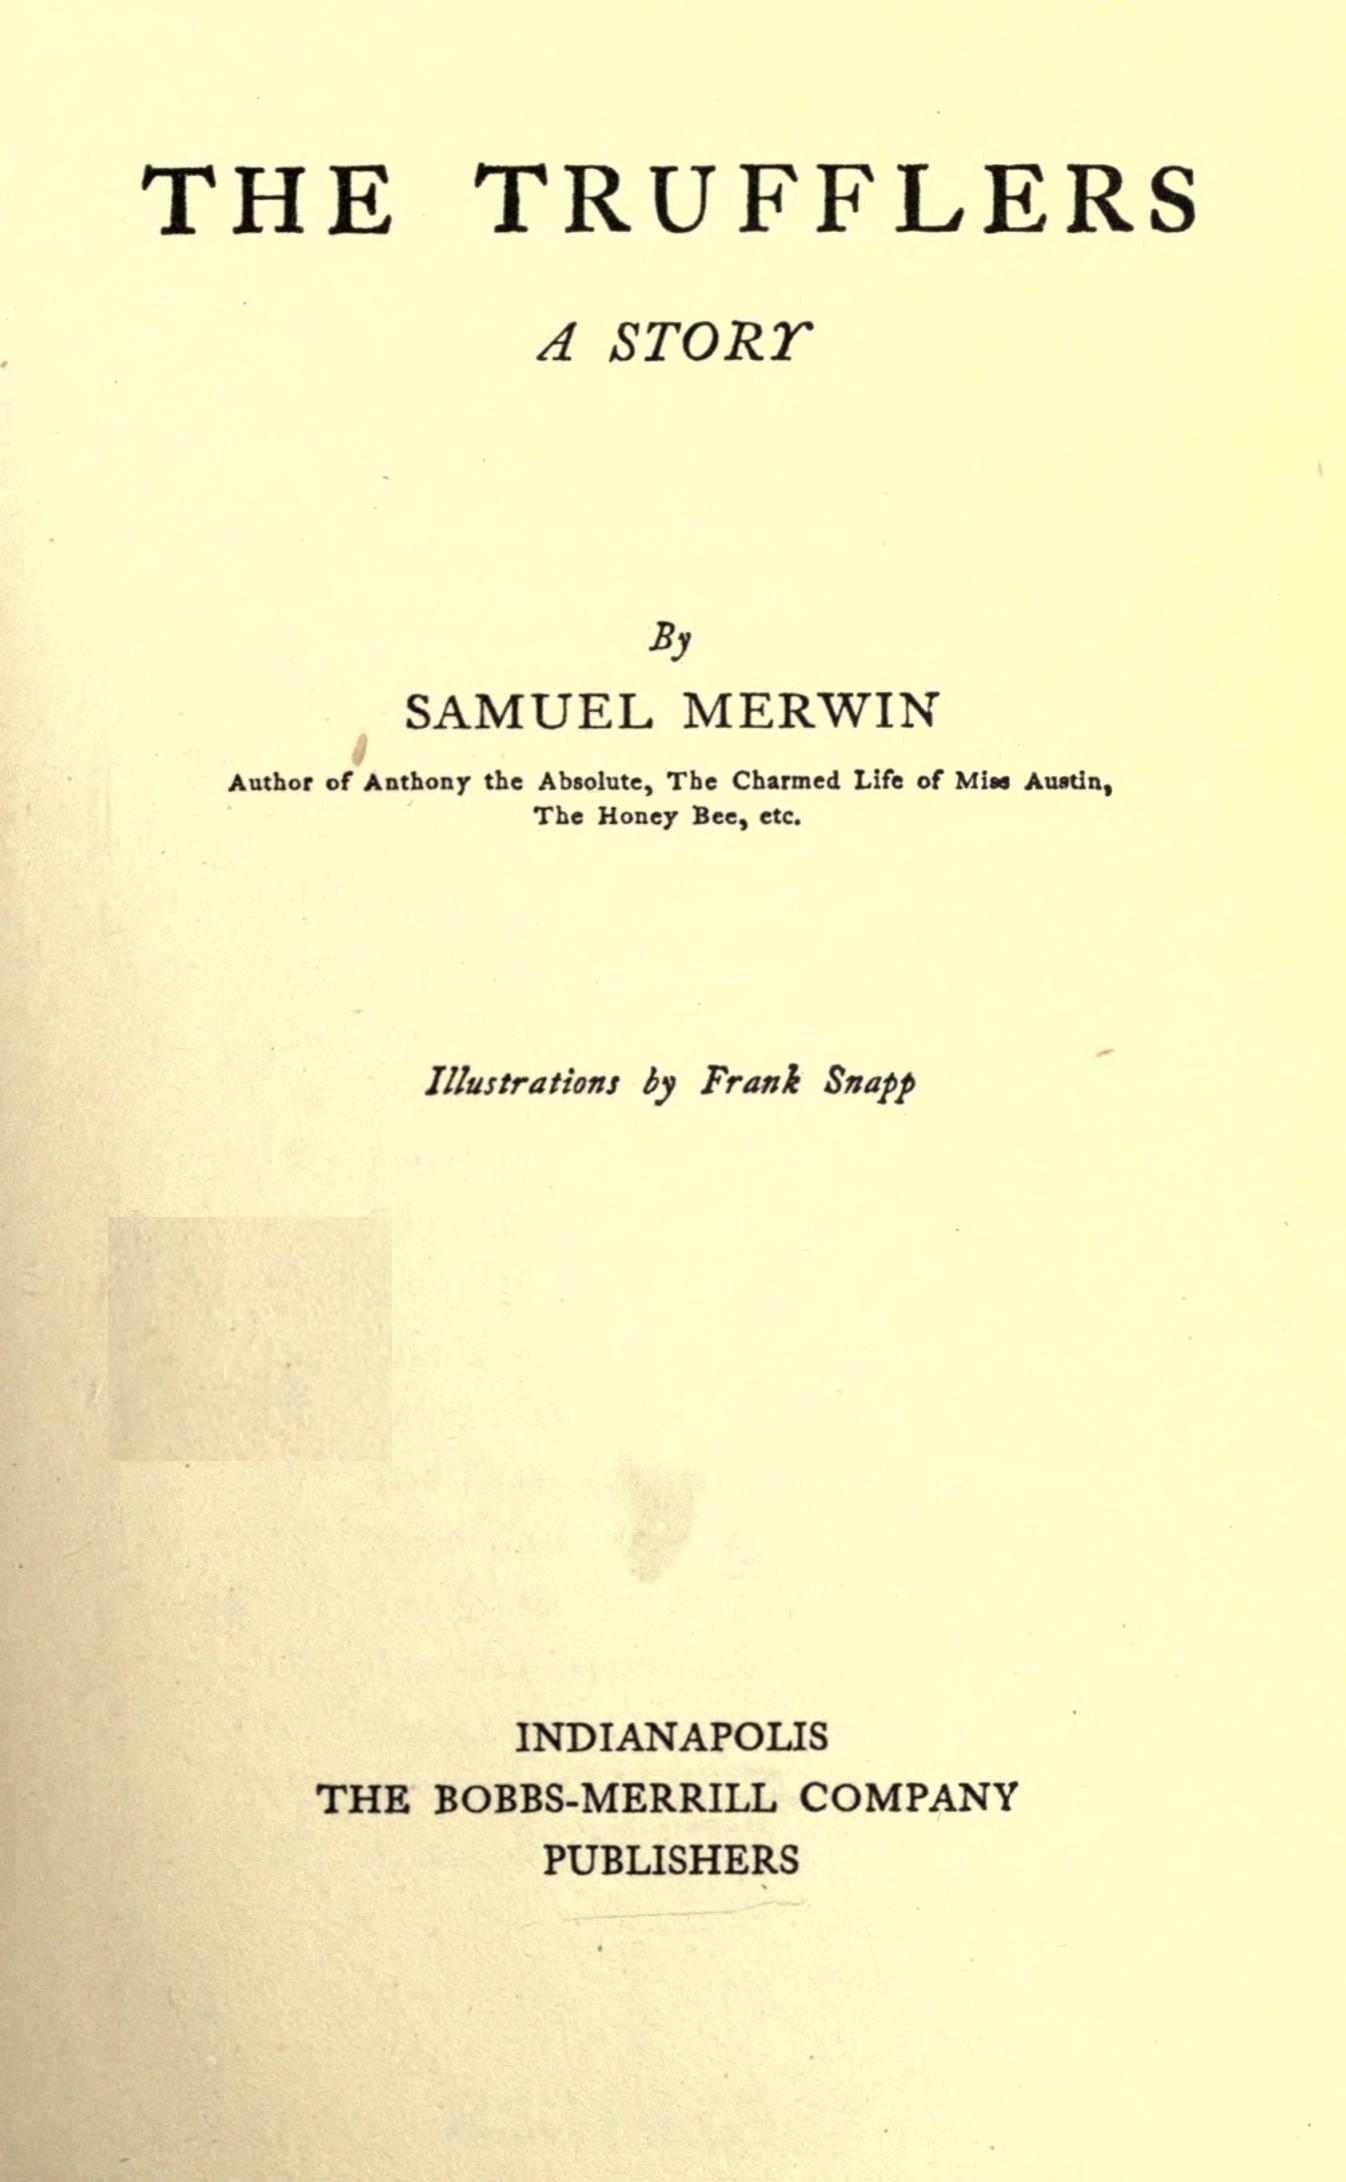 THE TRUFFLERS
A STORY
By
SAMUEL MERWIN
Author of Anthony the Absolute, The Charmed Life of Miss Austin,
The Honey Bee, etc.
Illustrations by Frank Snapp
INDIANAPOLIS
THE BOBBS-MERRILL COMPANY
PUBLISHERS